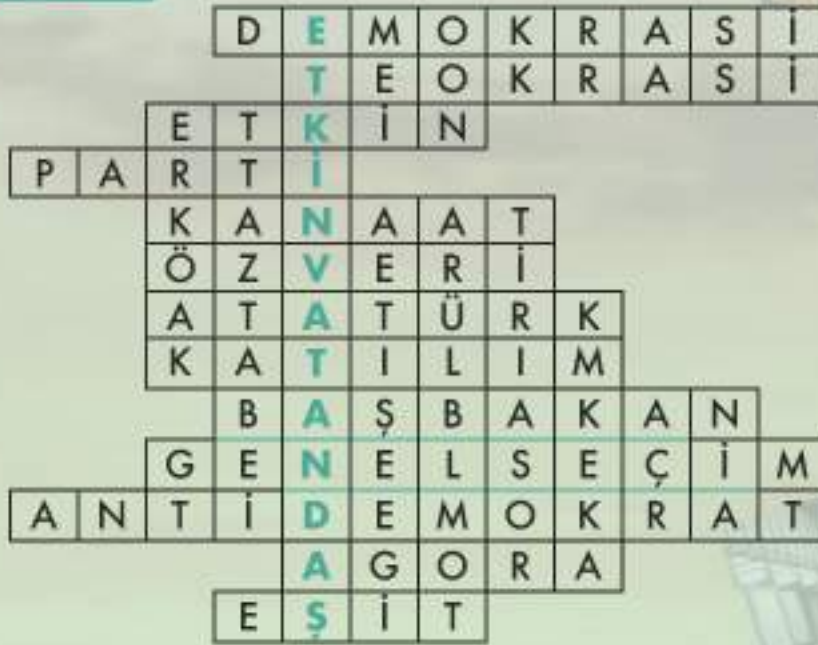 DEMOKRASİ
TEOKRASİ
ETKİN
PARTİ
KANAAT
ÖZVERİ
ATATÜRK
KATILIM
BAŞBAKAN
GENELSEÇİM
ANTİDEMOKRAT
AGORA
EŞİT